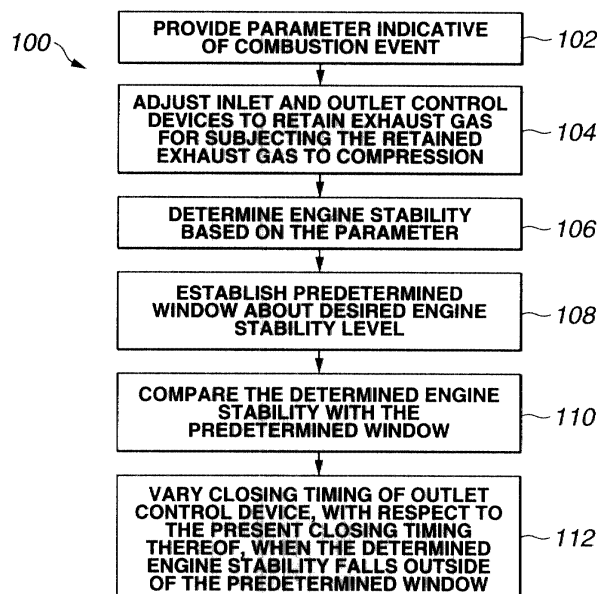 100
PROVIDE PARAMETER INDICATIVE
OF COMBUSTION EVENT
102
ADJUST INLET AND OUTLET CONTROL
DEVICES TO RETAIN EXHAUST GAS
FOR SUBJECTING THE RETAINED
EXHAUST GAS TO COMPRESSION
104
DETERMINE ENGINE STABILITY
BASED ON THE PARAMETER
106
ESTABLISH PREDETERMINED
WINDOW ABOUT DESIRED ENGINE
STABILITY LEVEL
108
COMPARE THE DETERMINED ENGINE
STABILITY WITH THE
PREDETERMINED WINDOW
110
VARY CLOSING TIMING OF OUTLET
CONTROL DEVICE, WITH RESPECT TO
THE PRESENT CLOSING TIMING
THEREOF, WHEN THE DETERMINED
ENGINE STABILITY FALLS OUTSIDE
OF THE PREDETERMINED WINDOW
112